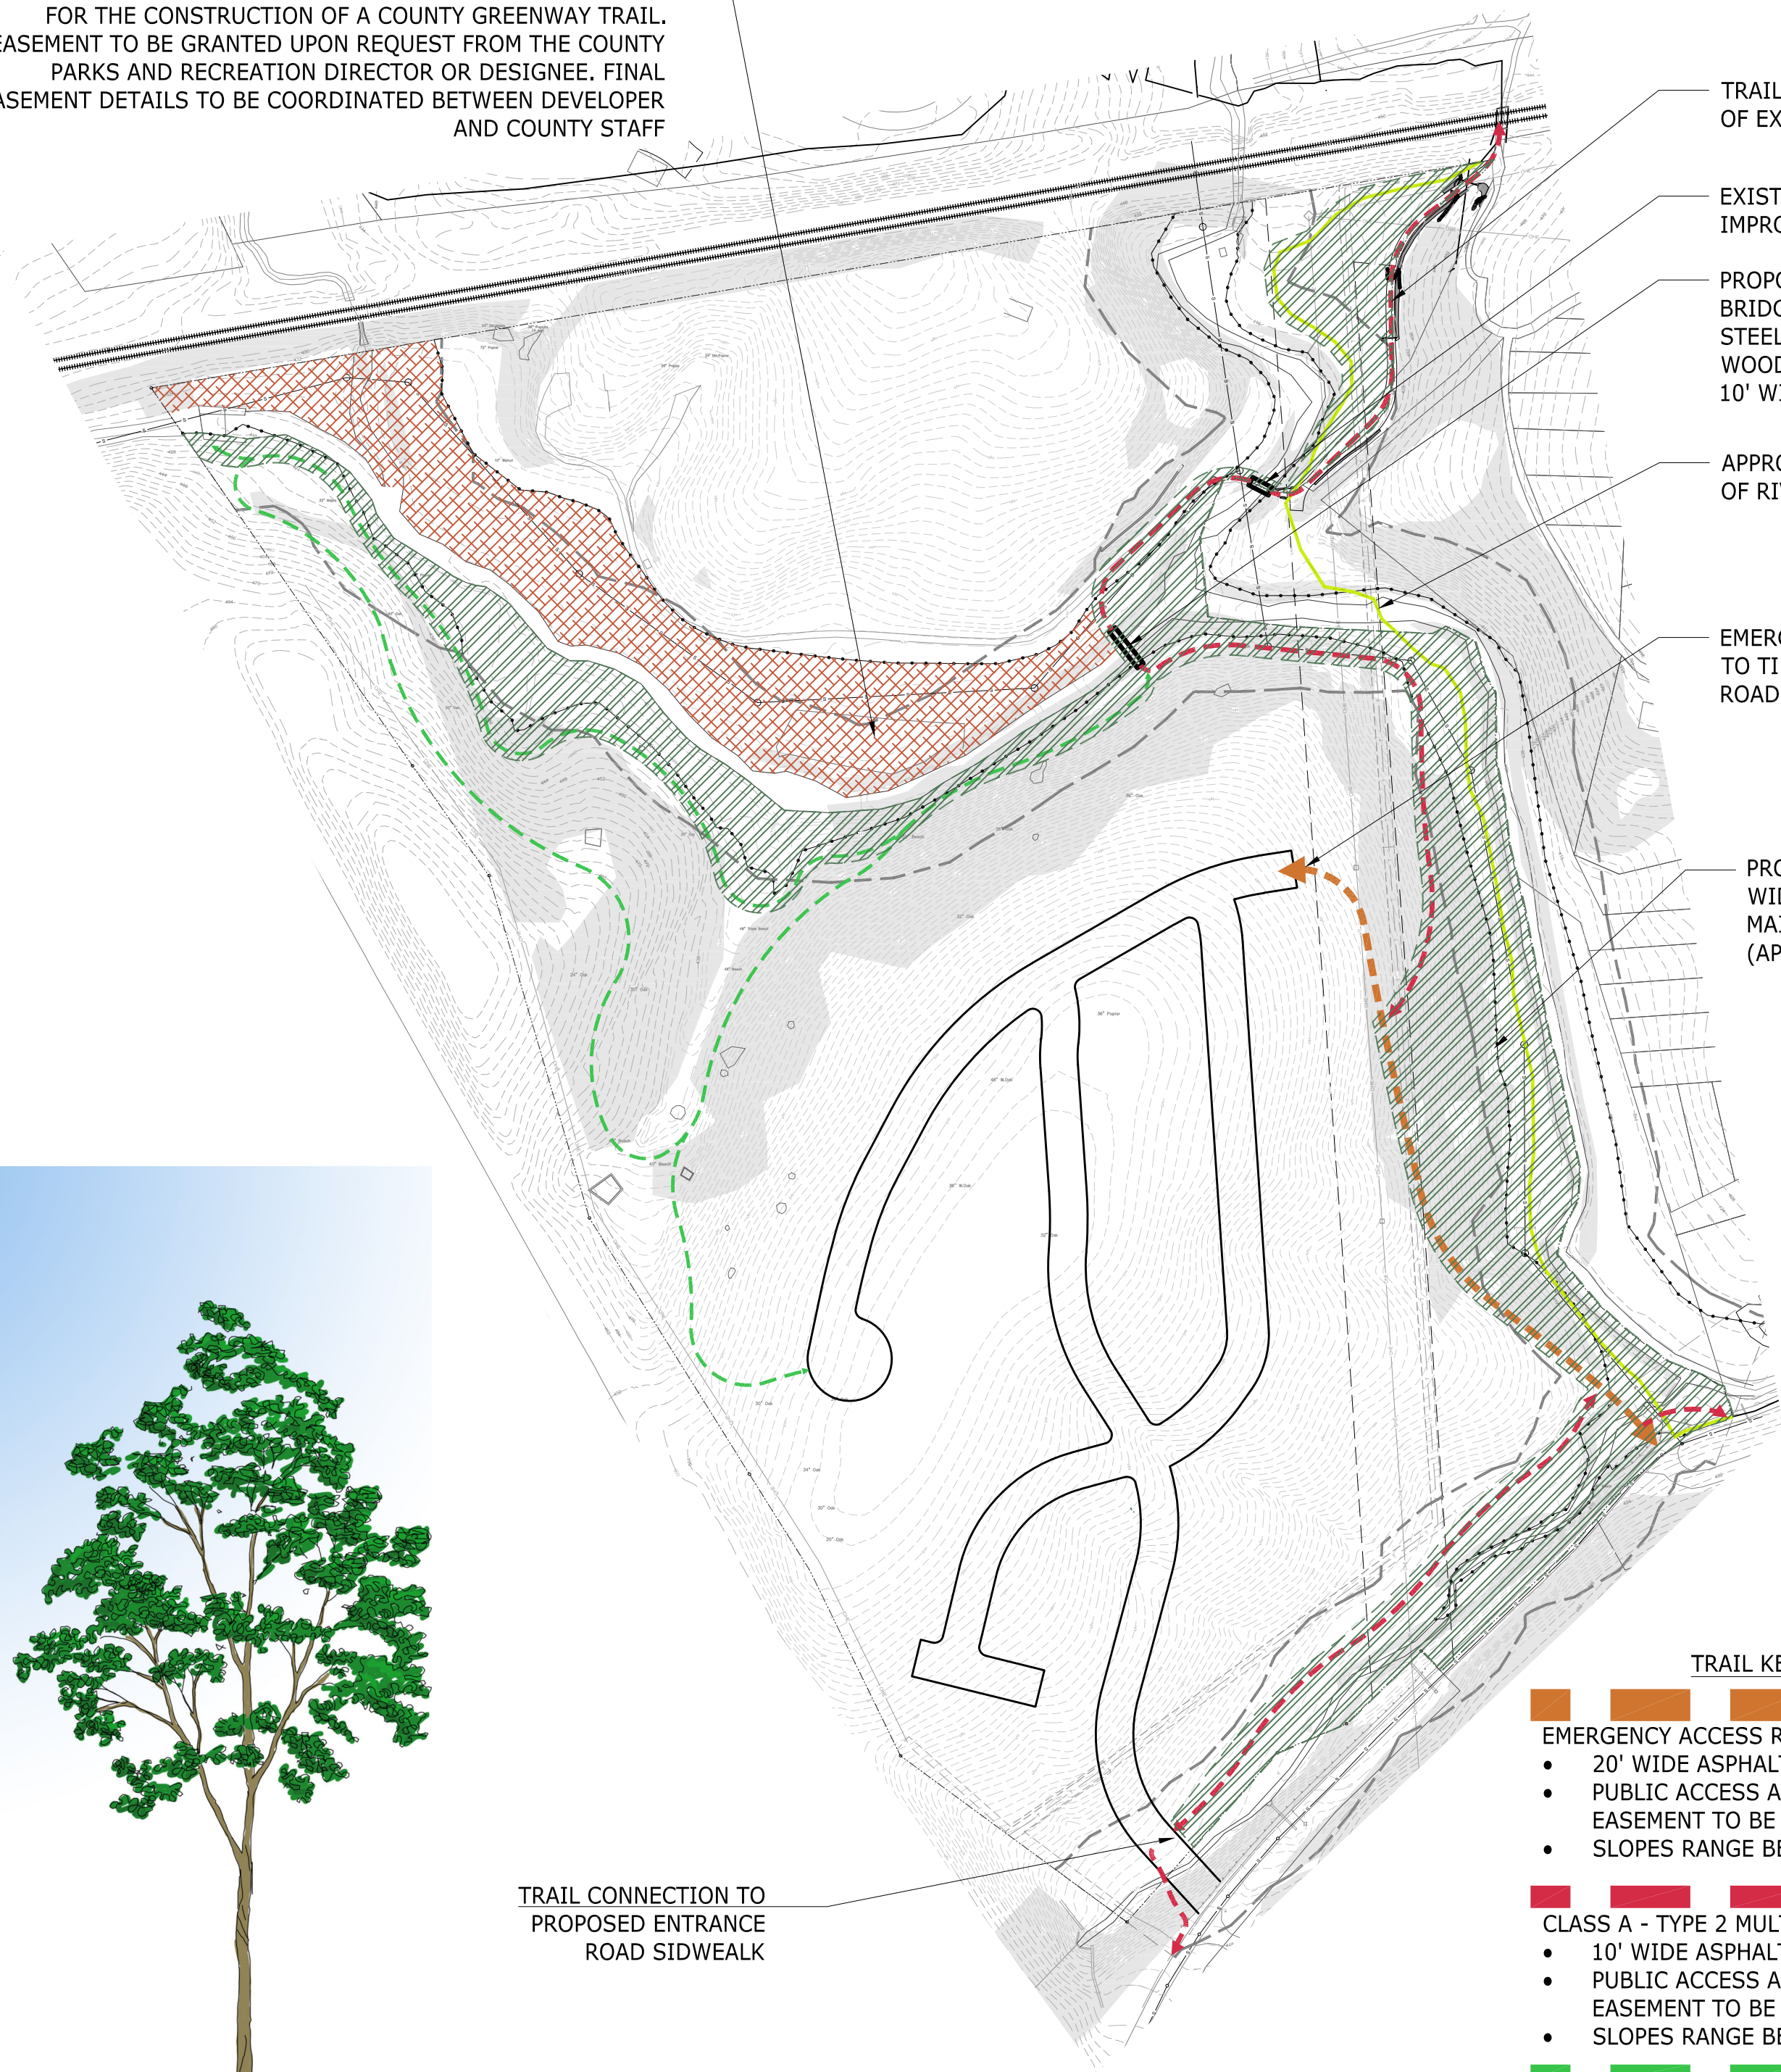 FOR THE CONSTRUCTION OF A COUNTY GREENWAY TRAIL.
EASEMENT TO BE GRANTED UPON REQUEST FROM THE COUNTY
PARKS AND RECREATION DIRECTOR OR DESIGNEE. FINAL
EASEMENT DETAILS TO BE COORDINATED BETWEEN DEVELOPER
AND COUNTY STAFF
TRAIL
OF EX
EXIST
IMPRO
PROPO
BRIDG
STEEL
WOOD
10' WI
APPRO
OF RIV
EMERG
TO TI
ROAD
PRO
WID
MAI
(AP
TRAIL CONNECTION TO
PROPOSED ENTRANCE
ROAD SIDWEALK
TRAIL KE
EMERGENCY ACCESS R
• 20' WIDE ASPHALT
• PUBLIC ACCESS A
EASEMENT TO BE
• SLOPES RANGE BE
CLASS A - TYPE 2 MULT
• 10' WIDE ASPHALT
• PUBLIC ACCESS A
EASEMENT TO BE
• SLOPES RANGE BE